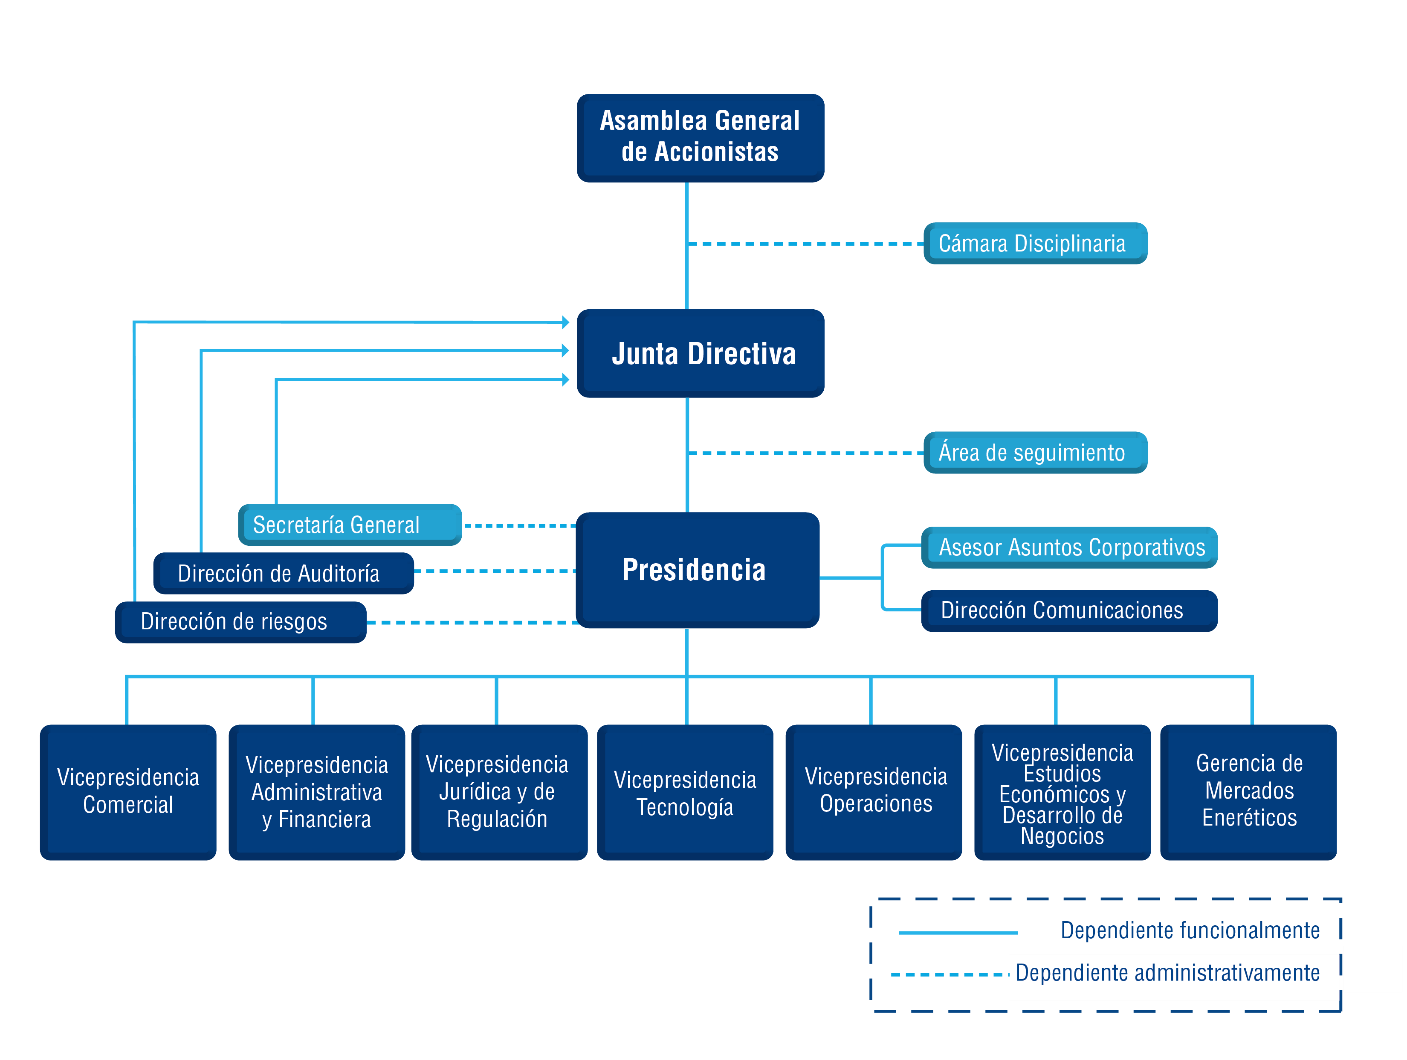 Asamblea General
de Accionistas
Cámara Disciplinaria
Junta Directiva
Área de seguimiento
Secretaría General
Dirección de Auditoría
Dirección de riesgos
Presidencia
Asesor Asuntos Corporativos
Dirección Comunicaciones
Vicepresidencia
Comercial
Vicepresidencia
Administrativa
y Financiera
Vicepresidencia
Jurídica y de
Regulación
Vicepresidencia
Tecnología
Vicepresidencia
Operaciones
Vicepresidencia
Estudios
Económicos y
Desarrollo de
Negocios
Gerencia de
Mercados
Eneréticos
Dependiente funcionalmente
Dependiente administrativamente